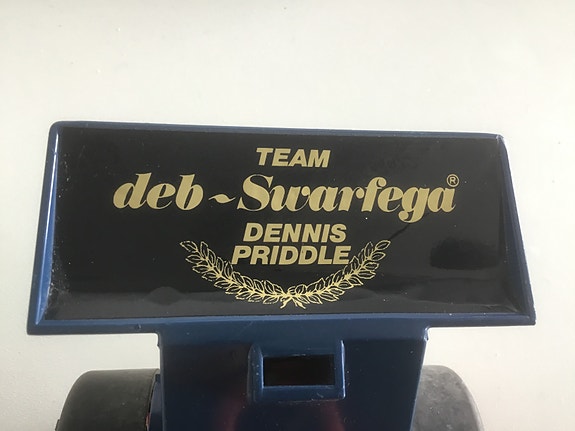 TEAM
deb~Swarfega®
DENNIS
PRIDDLE